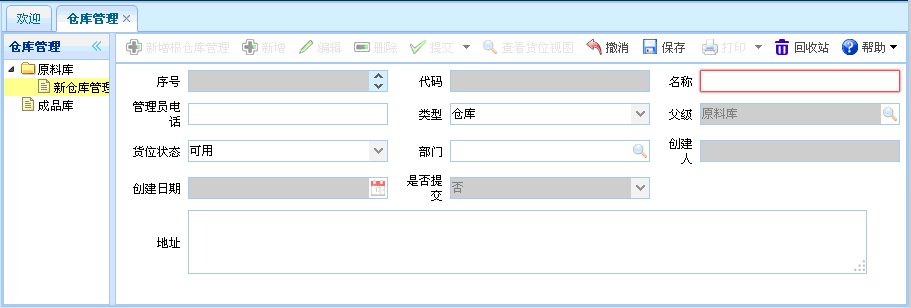 欢迎 仓库管理
仓库管理 新增根仓库管理 新增 编辑 删除 提交 查看货位视图 撤消 保存 打印 回收站 帮助
原料库
新仓库管理
成品库
序号 代码 名称
管理员电
话
类型 仓库 父级 原料库
货位状态 可用 部门 创建
人
创建日期 是否提
交
否
地址